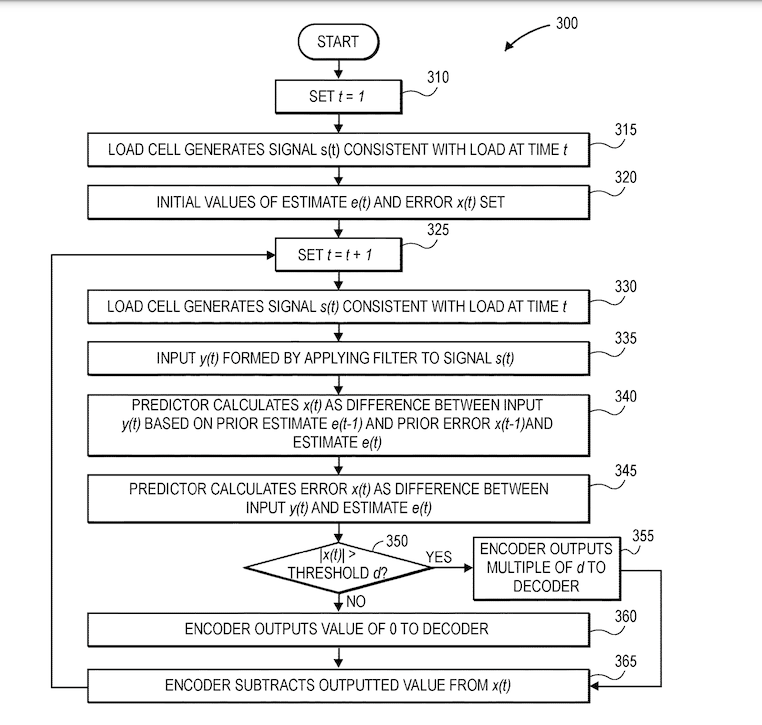 START
300
310
SET t = 1
315
LOAD CELL GENERATES SIGNAL s(t) CONSISTENT WITH LOAD AT TIME t
320
INITIAL VALUES OF ESTIMATE e(t) AND ERROR x(t) SET
325
SET t = t + 1
330
LOAD CELL GENERATES SIGNAL s(t) CONSISTENT WITH LOAD AT TIME t
335
INPUT y(t) FORMED BY APPLYING FILTER TO SIGNAL s(t)
340
PREDICTOR CALCULATES x(t) AS DIFFERENCE BETWEEN INPUT
y(t) BASED ON PRIOR ESTIMATE e(t-1) AND PRIOR ERROR x(t-1)AND
ESTIMATE e(t)
345
PREDICTOR CALCULATES ERROR x(t) AS DIFFERENCE BETWEEN
INPUT y(t) AND ESTIMATE e(t)
350
|x(t)| >
THRESHOLD d?
YES
355
ENCODER OUTPUTS
MULTIPLE OF d TO
DECODER
NO
360
ENCODER OUTPUTS VALUE OF 0 TO DECODER
365
ENCODER SUBTRACTS OUTPUTTED VALUE FROM x(t)